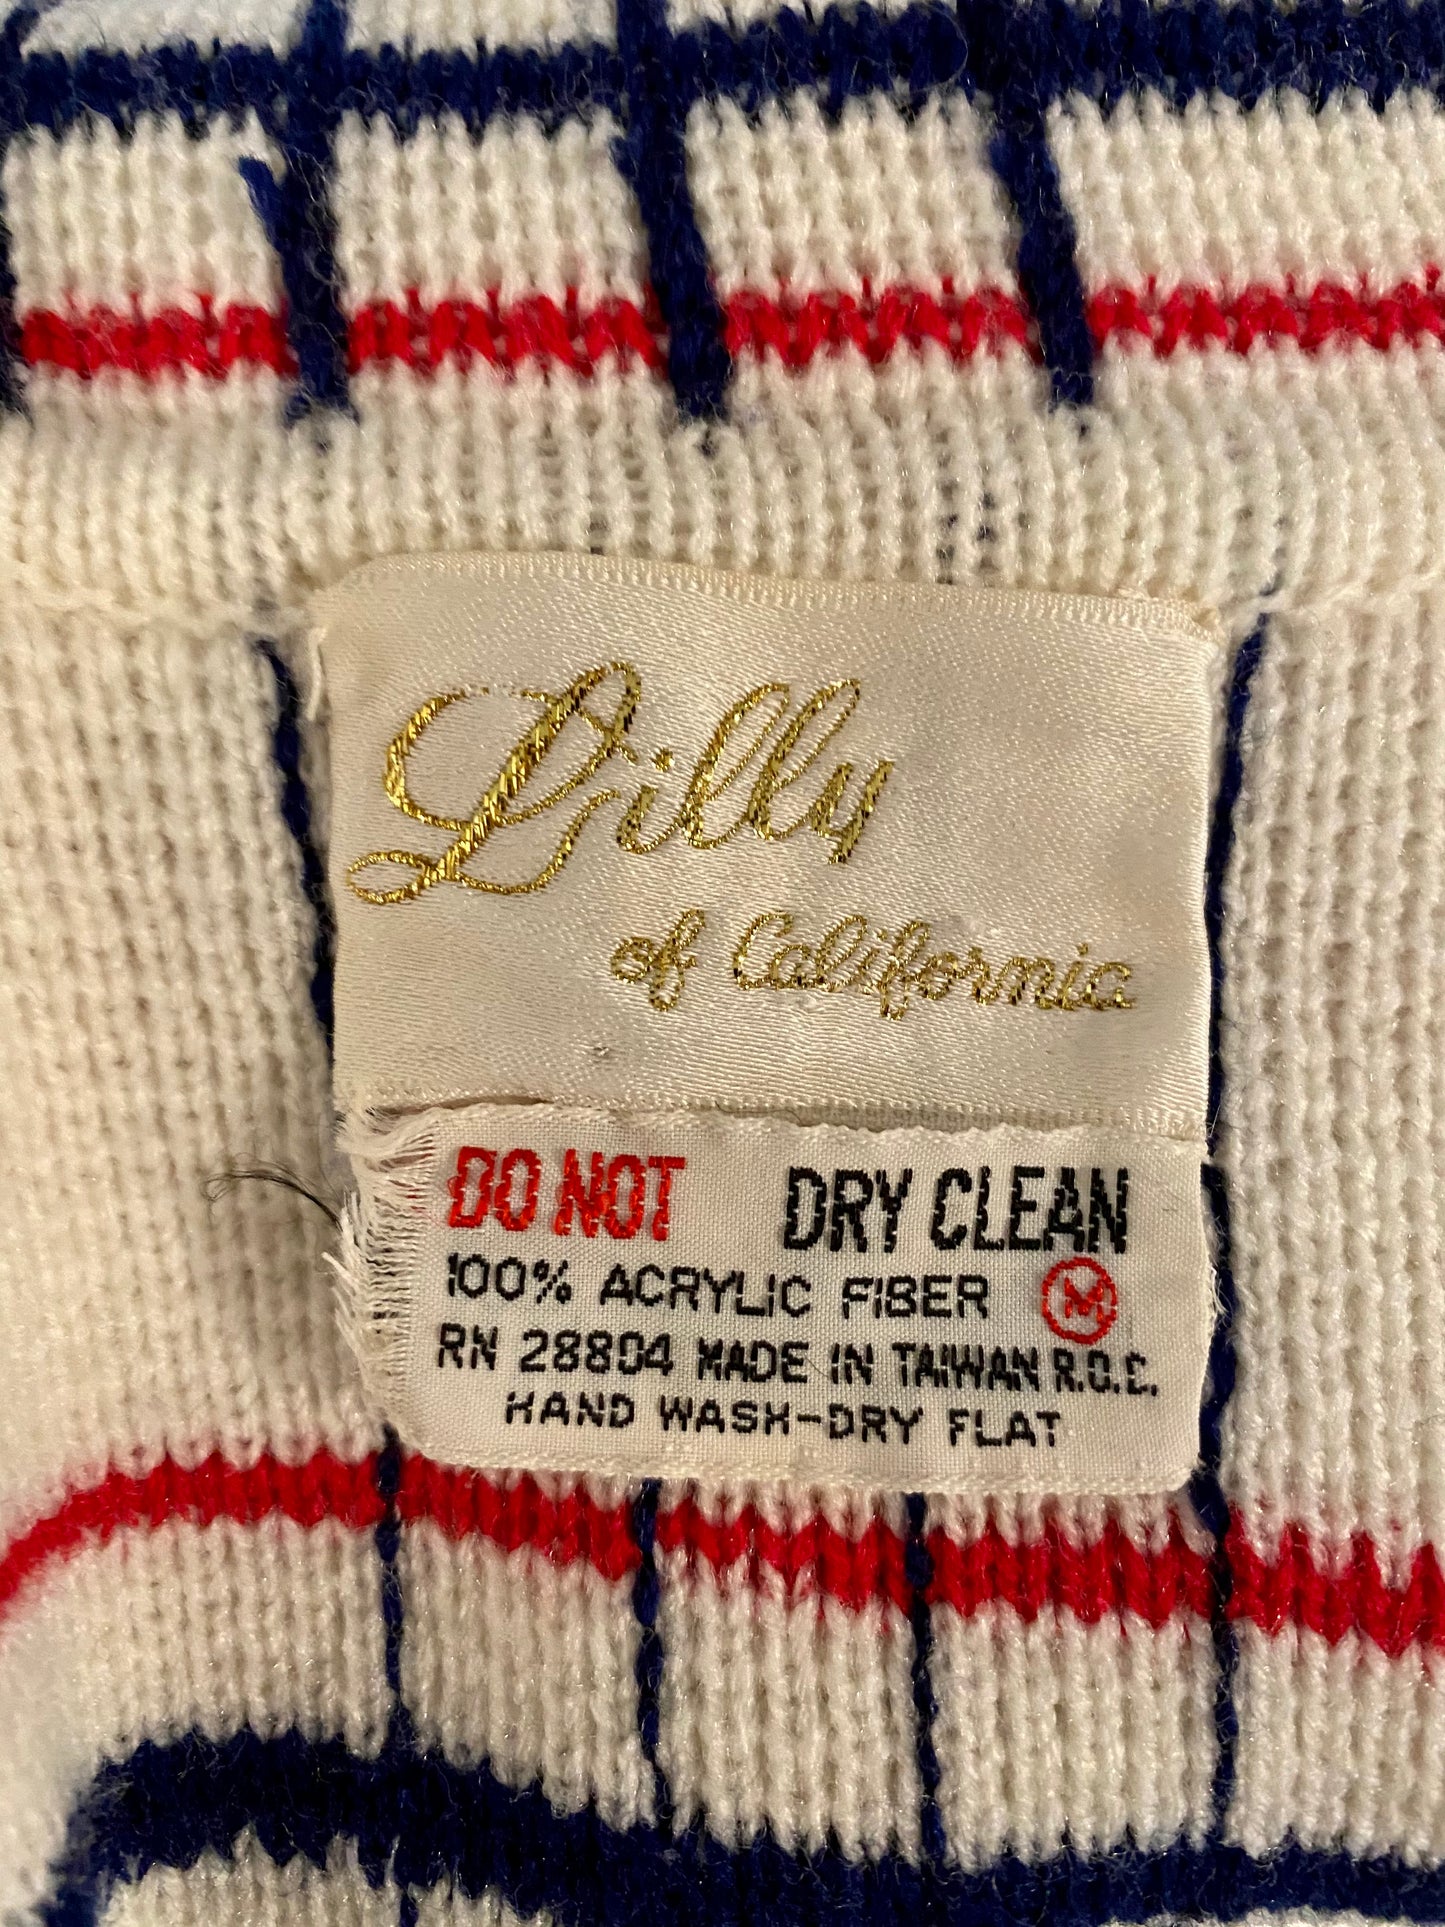 Lilly
of California
DO NOT DRY CLEAN
100% ACRYLIC FIBER M
RN 28804 MADE IN TAIWAN R.O.C.
HAND WASH-DRY FLAT